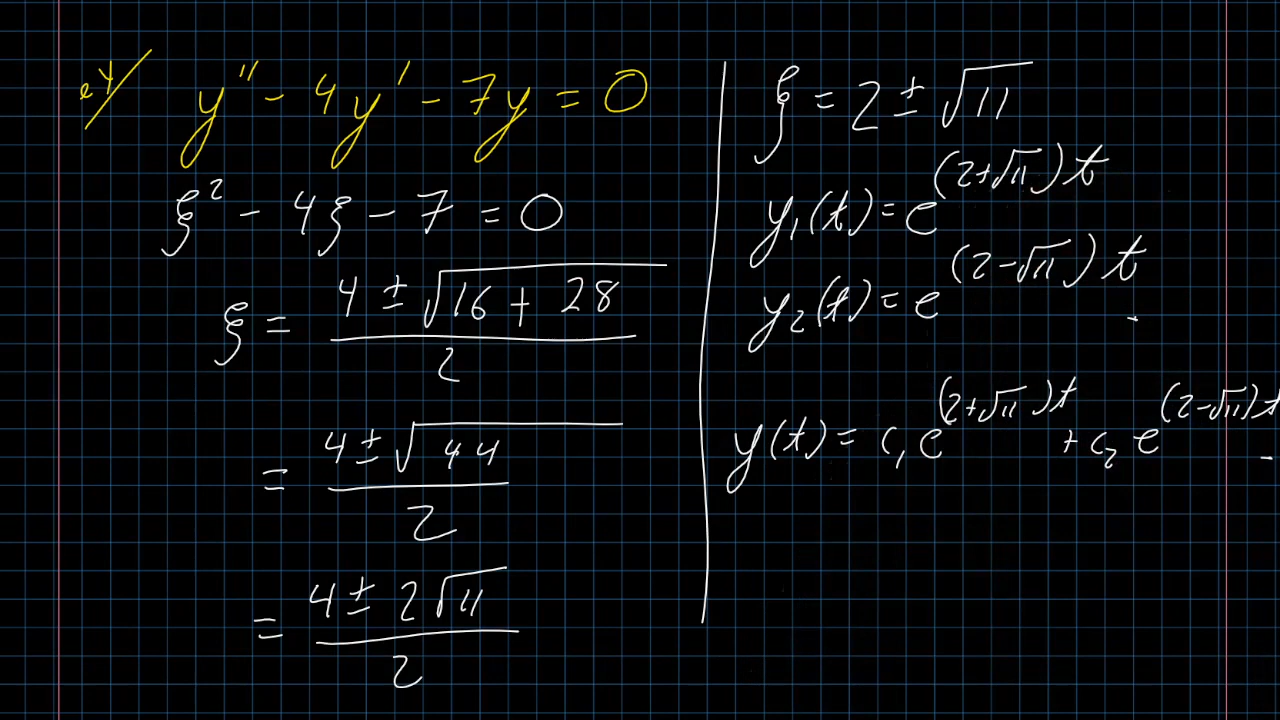 ex/ y'' - 4y' - 7y = 0
ξ² - 4ξ - 7 = 0
ξ = (4 ± √(16 + 28))/2
= (4 ± √44)/2
= (4 ± 2√11)/2
ξ = 2 ± √11
y₁(t) = e^((2+√11)t)
y₂(t) = e^((2-√11)t).
y(t) = c₁e^((2+√11)t) + c₂e^((2-√11)t).